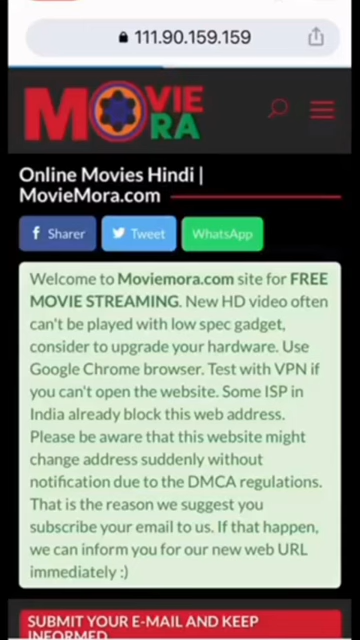 111.90.159.159
MOVIE
RA
Online Movies Hindi |
MovieMora.com
f Sharer
Tweet
WhatsApp
Welcome to Moviemora.com site for FREE
MOVIE STREAMING. New HD video often
can't be played with low spec gadget,
consider to upgrade your hardware. Use
Google Chrome browser. Test with VPN if
you can't open the website. Some ISP in
India already block this web address.
Please be aware that this website might
change address suddenly without
notification due to the DMCA regulations.
That is the reason we suggest you
subscribe your email to us. If that happen,
we can inform you for our new web URL
immediately :)
SUBMIT YOUR E-MAIL AND KEEP
INFORMED